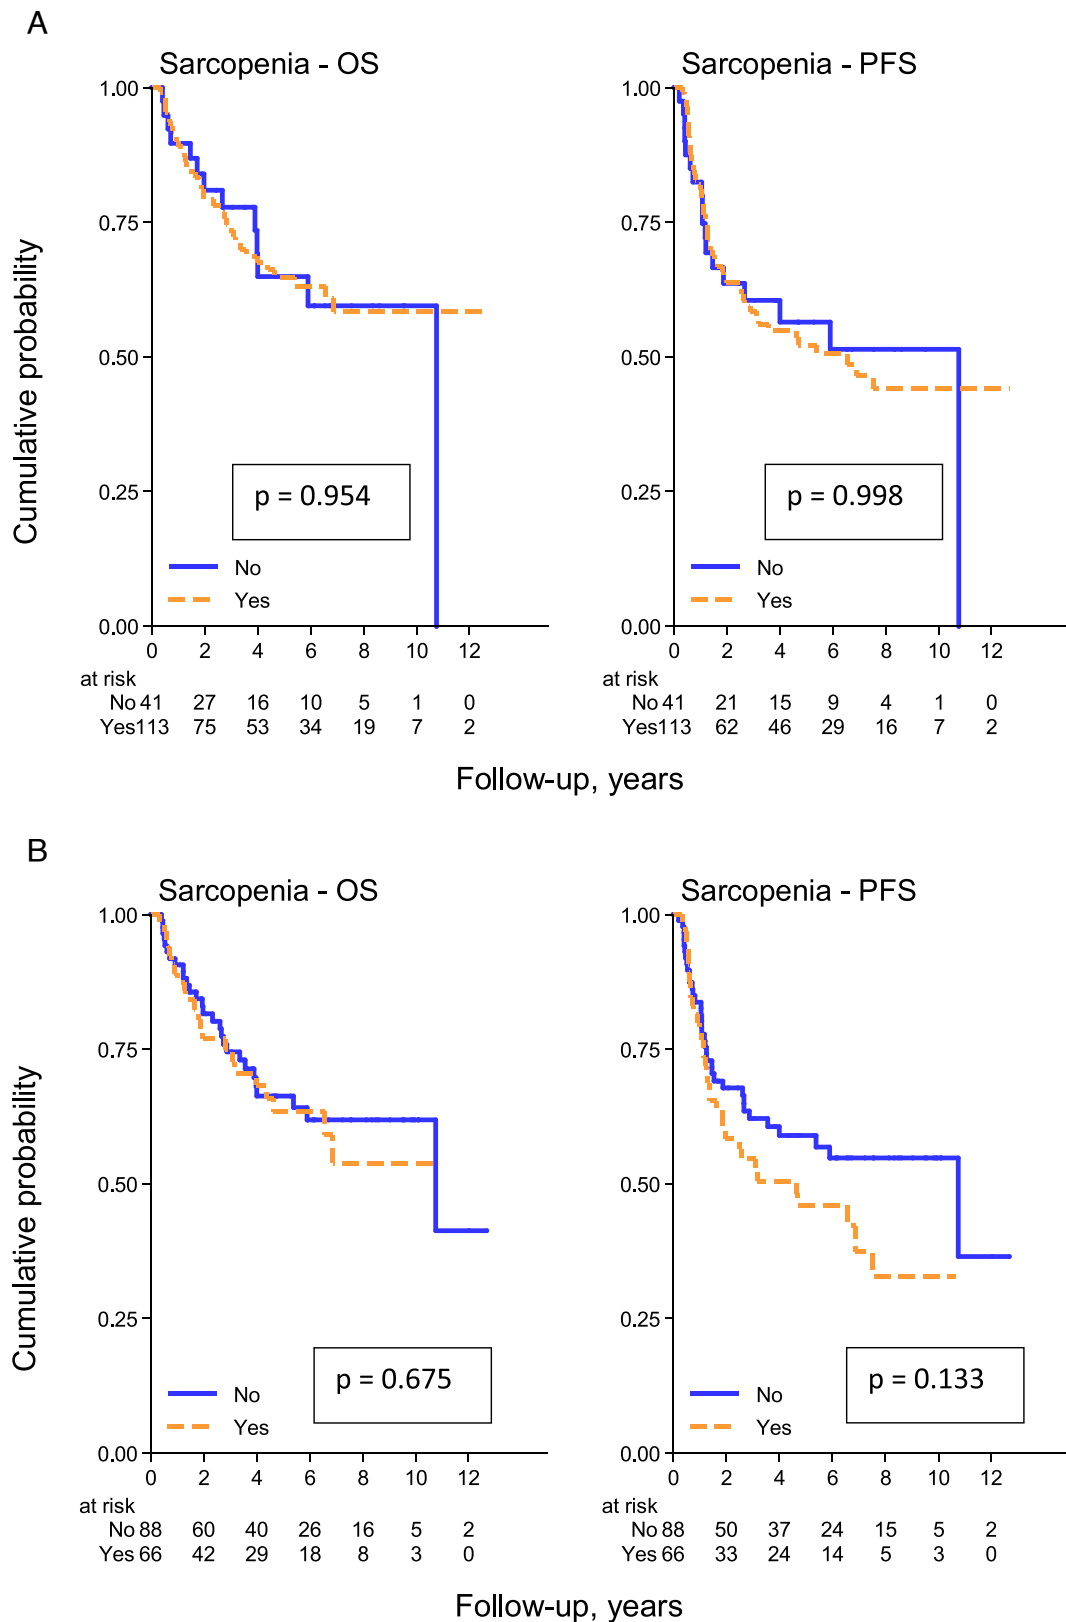 A
Sarcopenia - OS
Sarcopenia - PFS
Cumulative probability
1.00
0.75
0.50
0.25
0.00
p = 0.954
No
Yes
0 2 4 6 8 10 12
at risk
No 41 27 16 10 5 1 0
Yes 113 75 53 34 19 7 2
1.00
0.75
0.50
0.25
0.00
p = 0.998
No
Yes
0 2 4 6 8 10 12
at risk
No 41 21 15 9 4 1 0
Yes 113 62 46 29 16 7 2
Follow-up, years
B
Sarcopenia - OS
Sarcopenia - PFS
Cumulative probability
1.00
0.75
0.50
0.25
0.00
p = 0.675
No
Yes
0 2 4 6 8 10 12
at risk
No 88 60 40 26 16 5 2
Yes 66 42 29 18 8 3 0
1.00
0.75
0.50
0.25
0.00
p = 0.133
No
Yes
0 2 4 6 8 10 12
at risk
No 88 50 37 24 15 5 2
Yes 66 33 24 14 5 3 0
Follow-up, years